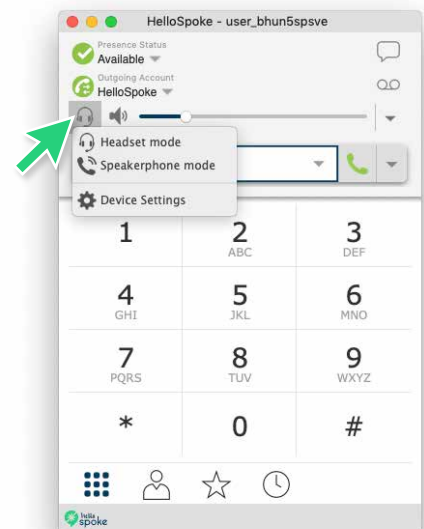 HelloSpoke - user_bhun5spsve
Presence Status
Available
Outgoing Account
HelloSpoke
Headset mode
Speakerphone mode
Device Settings
1 2 3
ABC DEF
4 5 6
GHI JKL MNO
7 8 9
PQRS TUV WXYZ
* 0 #
hello
spoke